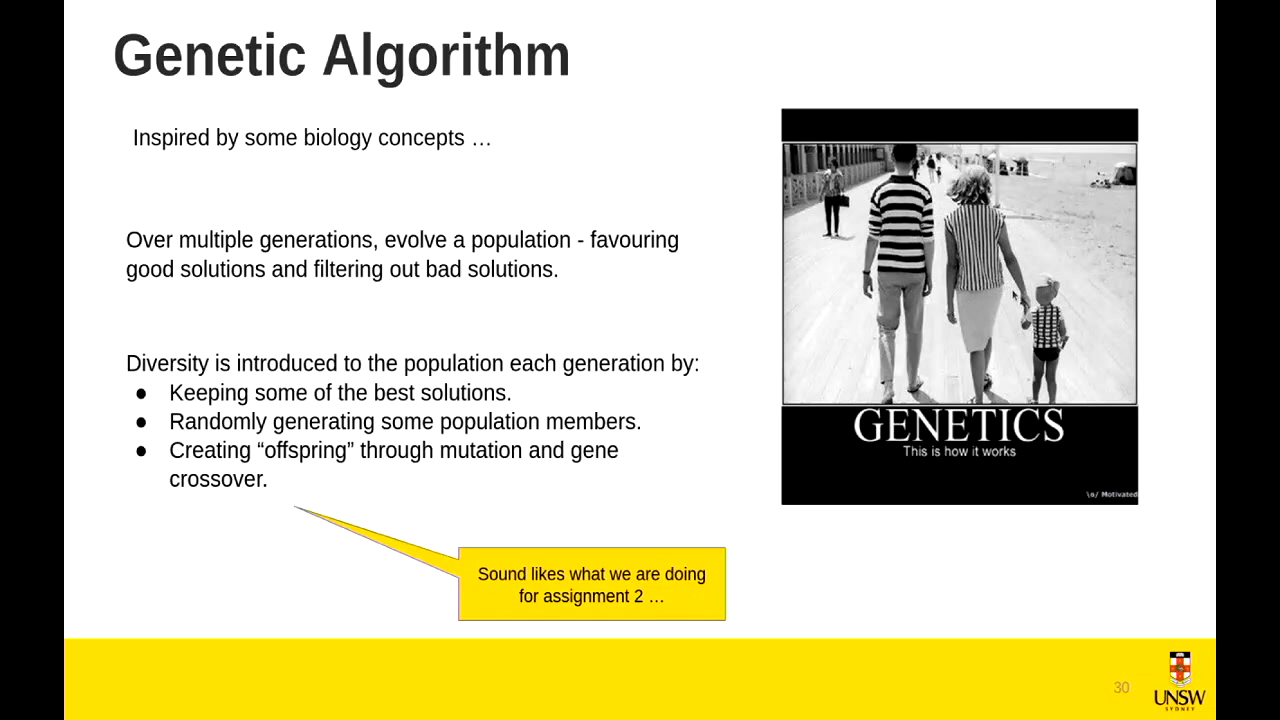 Genetic Algorithm
Inspired by some biology concepts …
Over multiple generations, evolve a population - favouring
good solutions and filtering out bad solutions.
Diversity is introduced to the population each generation by:
● Keeping some of the best solutions.
● Randomly generating some population members.
● Creating “offspring” through mutation and gene
crossover.
Sound likes what we are doing
for assignment 2 …
GENETICS
This is how it works
\o/ Motivated
30
UNSW
SYDNEY